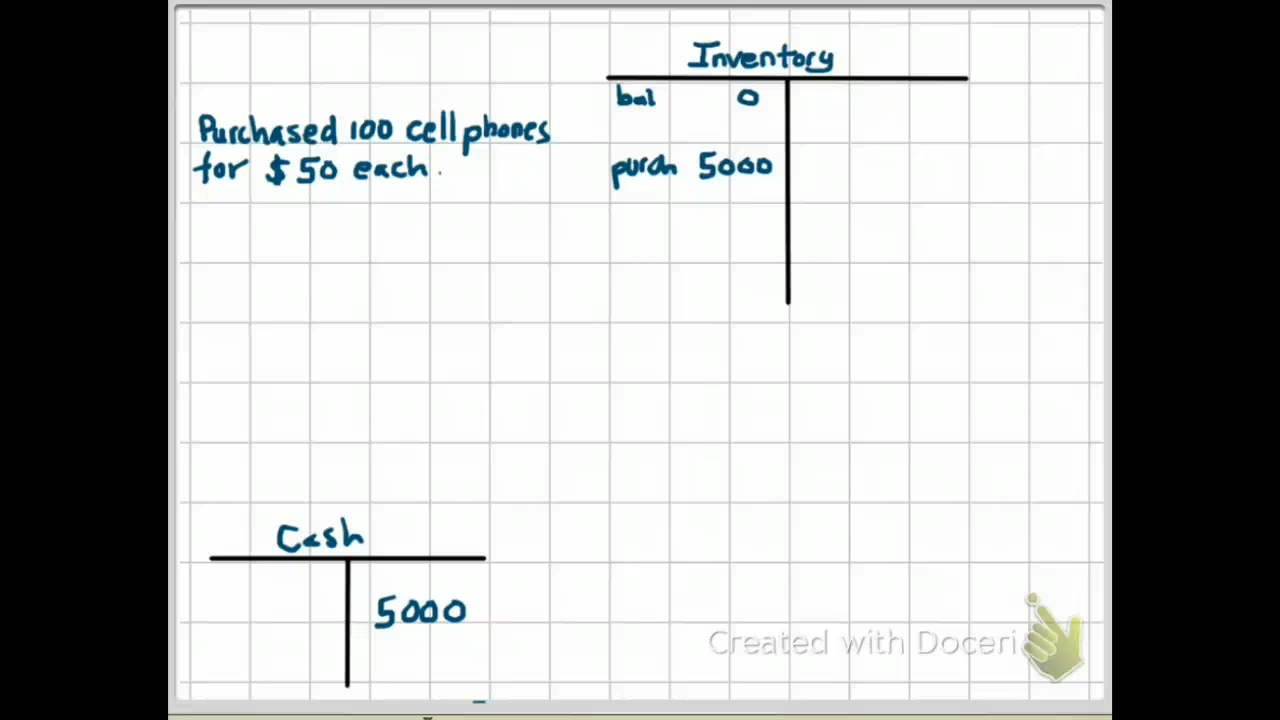 Inventory
bal 0
Purchased 100 cell phones
for $50 each.
purch 5000
Cash
5000
Created with Doceri